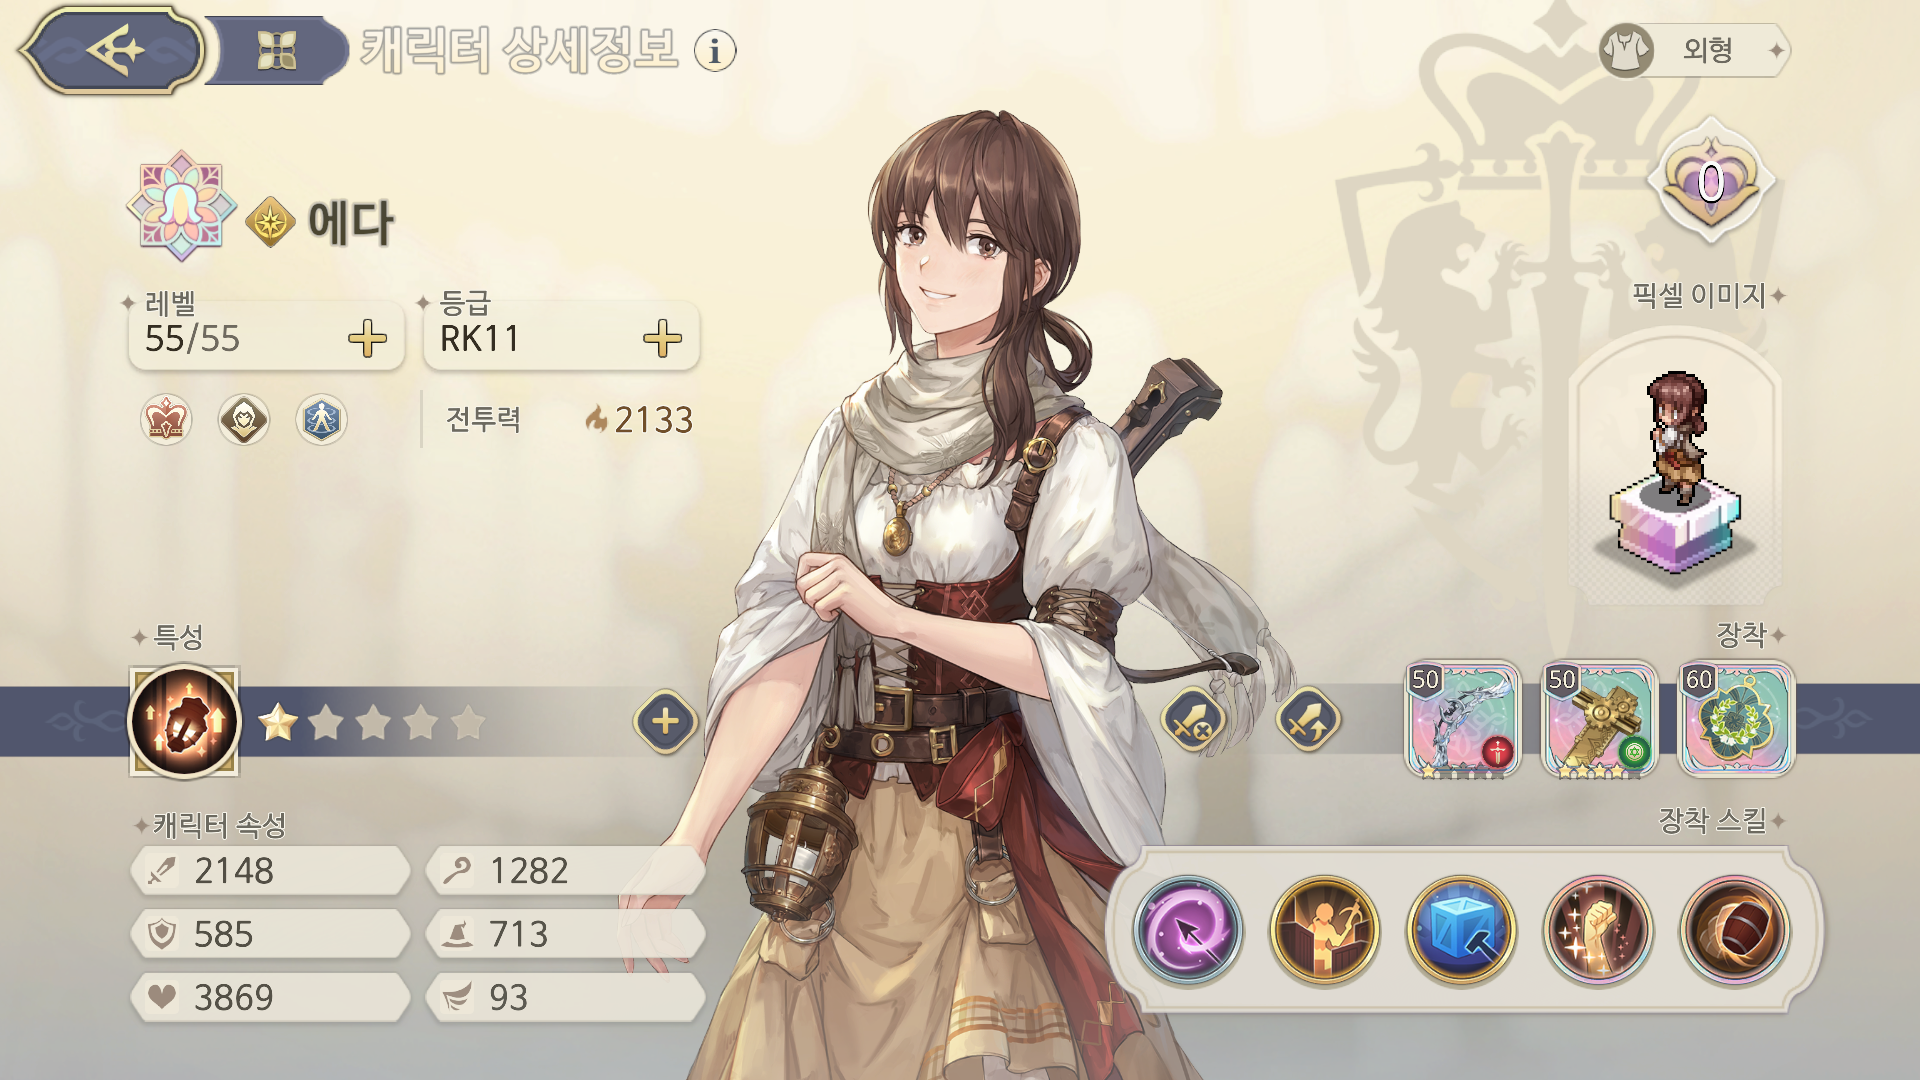 캐릭터 상세정보
i
외형
0
에다
레벨
55/55
등급
RK11
전투력
2133
픽셀 이미지
특성
장착
50
50
60
캐릭터 속성
2148
1282
585
713
3869
93
장착 스킬